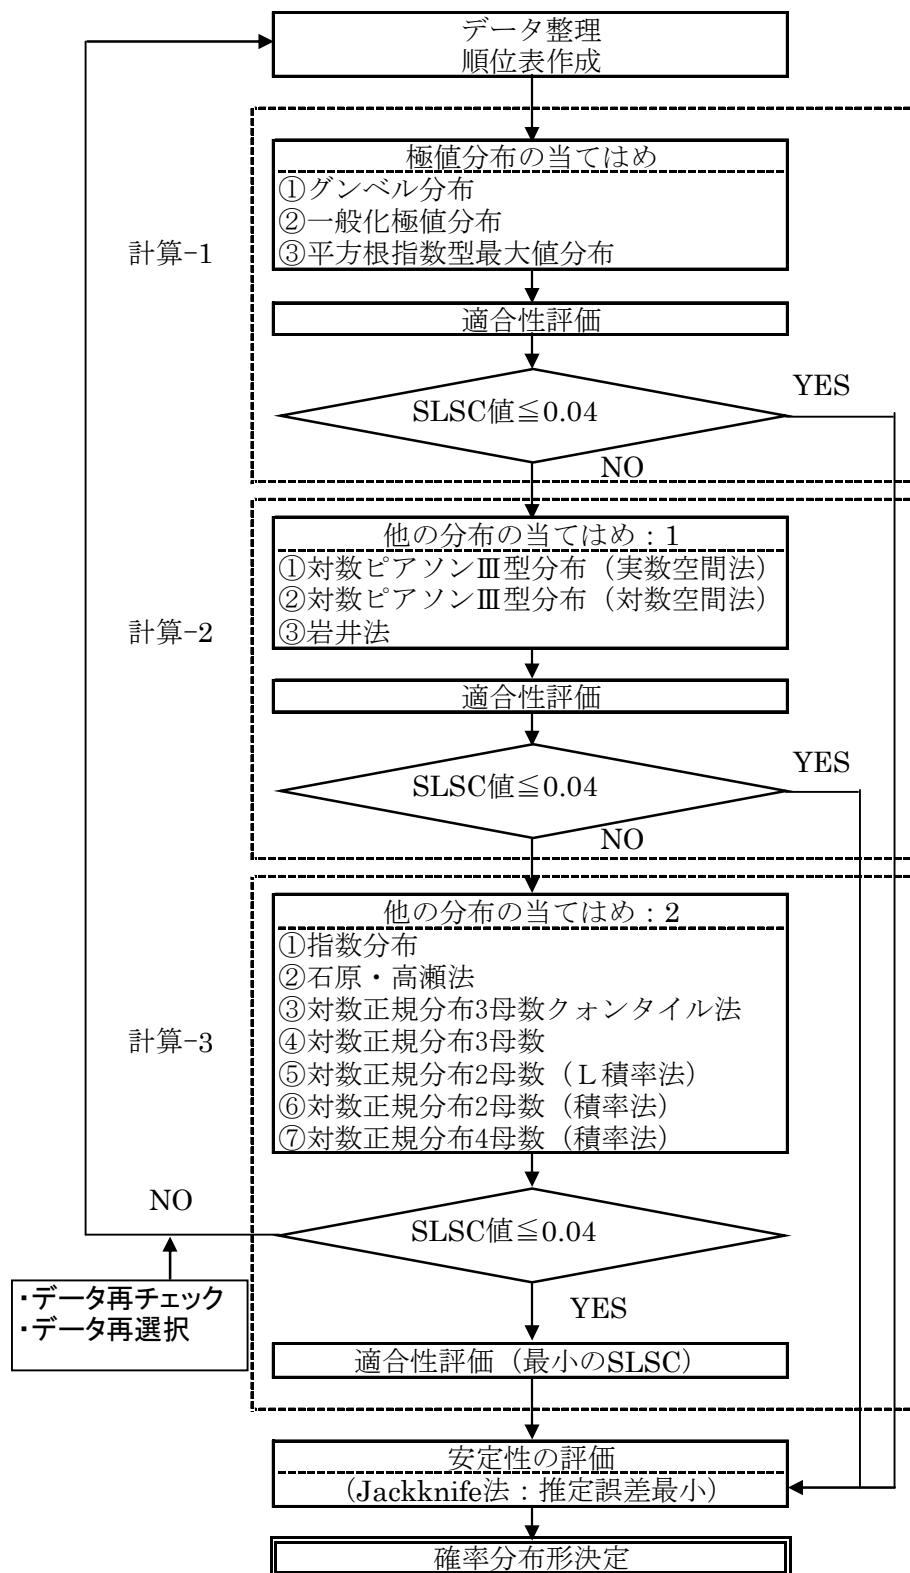 データ整理
順位表作成
極値分布の当てはめ
①グンベル分布
②一般化極値分布
③平方根指数型最大値分布
計算-1
適合性評価
YES
SLSC値≦0.04
NO
他の分布の当てはめ：1
①対数ピアソンⅢ型分布（実数空間法）
②対数ピアソンⅢ型分布（対数空間法）
③岩井法
計算-2
適合性評価
YES
SLSC値≦0.04
NO
他の分布の当てはめ：2
①指数分布
②石原・高瀬法
③対数正規分布3母数クォンタイル法
④対数正規分布3母数
⑤対数正規分布2母数（Ｌ積率法）
⑥対数正規分布2母数（積率法）
⑦対数正規分布4母数（積率法）
計算-3
NO
SLSC値≦0.04
・データ再チェック
・データ再選択
YES
適合性評価（最小のSLSC）
安定性の評価
（Jackknife法：推定誤差最小）
確率分布形決定